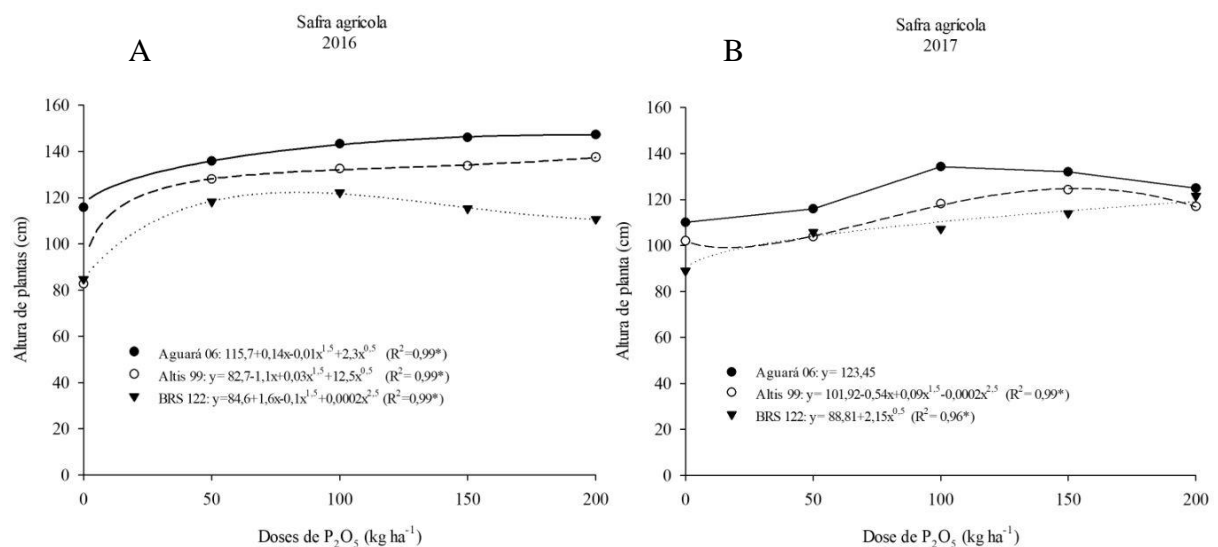 Safra agrícola
2016
A
Altura de plantas (cm)
160
140
120
100
80
60
40
20
0
Aguará 06: 115,7+0,14x-0,01x^1,5+2,3x^0,5 (R²=0,99*)
Altis 99: y= 82,7-1,1x+0,03x^1,5+12,5x^0,5 (R²= 0,99*)
BRS 122: y=84,6+1,6x-0,1x^1,5+0,0002x^2,5 (R²=0,99*)
0 50 100 150 200
Doses de P₂O₅ (kg ha⁻¹)
Safra agrícola
2017
B
Altura de planta (cm)
160
140
120
100
80
60
40
20
0
Aguará 06: y= 123,45
Altis 99: y= 101,92-0,54x+0,09x^1,5-0,0002x^2,5 (R²= 0,99*)
BRS 122: y= 88,81+2,15x^0,5 (R²= 0,96*)
0 50 100 150 200
Dose de P₂O₅ (kg ha⁻¹)